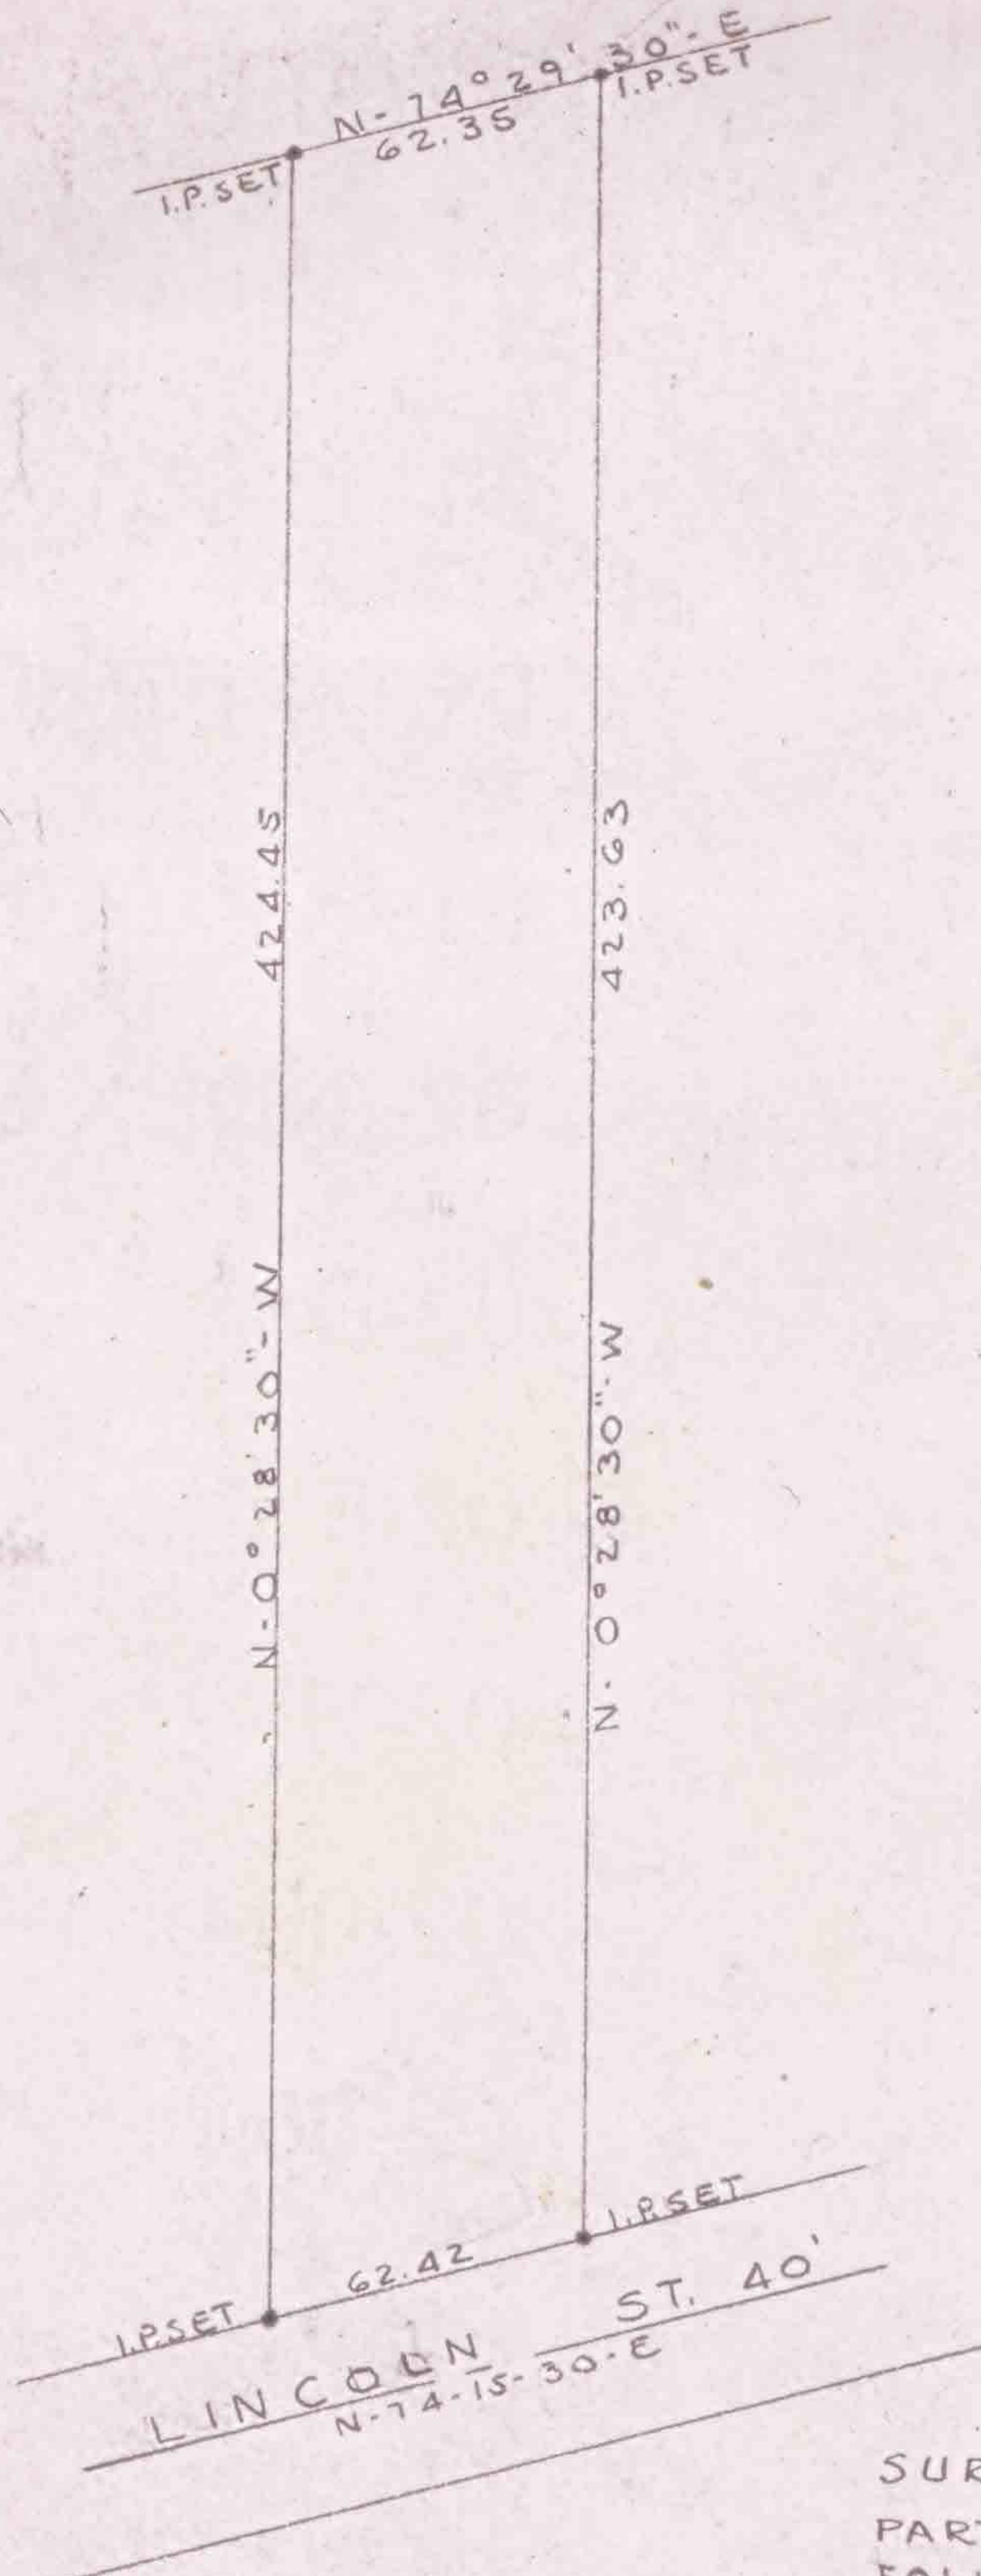 N-74°29'30"-E
62.35
I.P. SET
I.P. SET
424.45
423.63
N-0°28'30"-W
N-0°28'30"-W
62.42
I.P. SET
I.P. SET
LINCOLN ST. 40'
N-74-15-30-E
SUR
PART